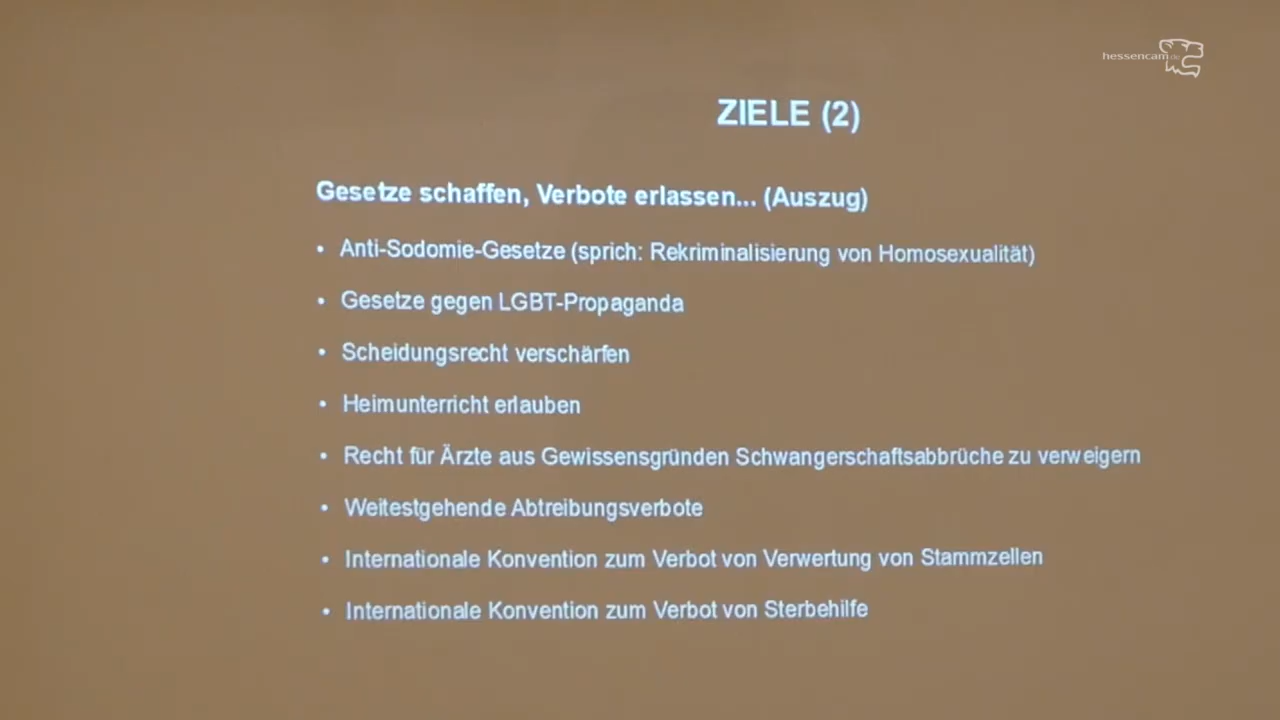 hessencam.de
ZIELE (2)
Gesetze schaffen, Verbote erlassen... (Auszug)
• Anti-Sodomie-Gesetze (sprich: Rekriminalisierung von Homosexualität)
• Gesetze gegen LGBT-Propaganda
• Scheidungsrecht verschärfen
• Heimunterricht erlauben
• Recht für Ärzte aus Gewissensgründen Schwangerschaftsabbrüche zu verweigern
• Weitestgehende Abtreibungsverbote
• Internationale Konvention zum Verbot von Verwertung von Stammzellen
• Internationale Konvention zum Verbot von Sterbehilfe